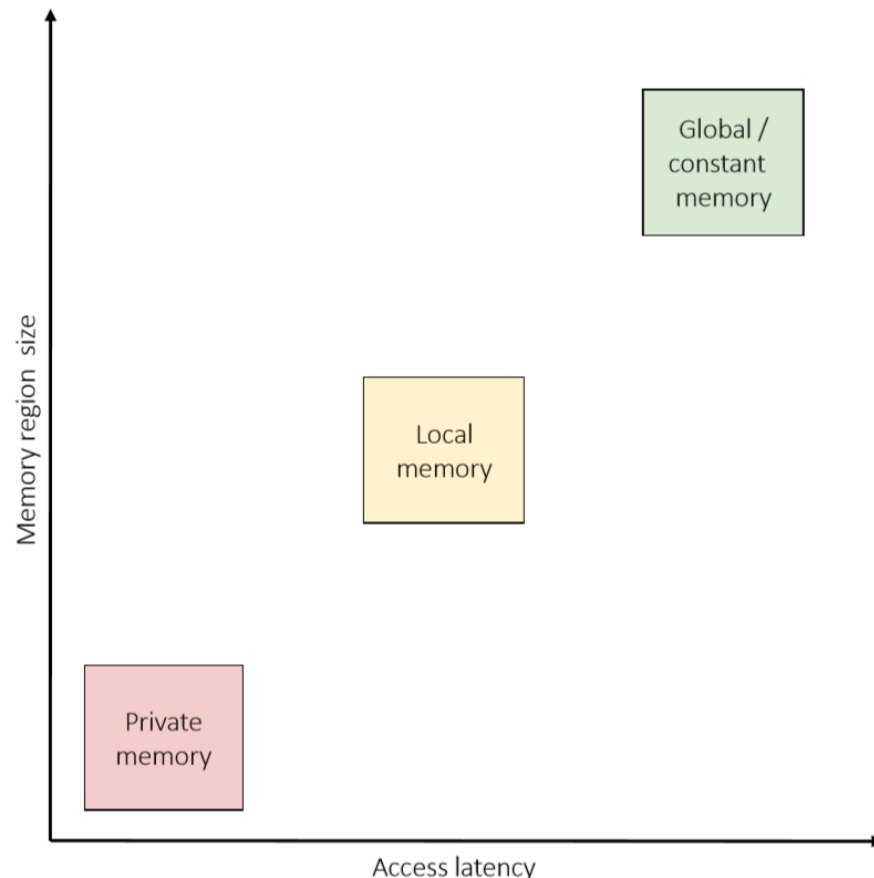 Global /
constant
memory
Memory region size
Local
memory
Private
memory
Access latency